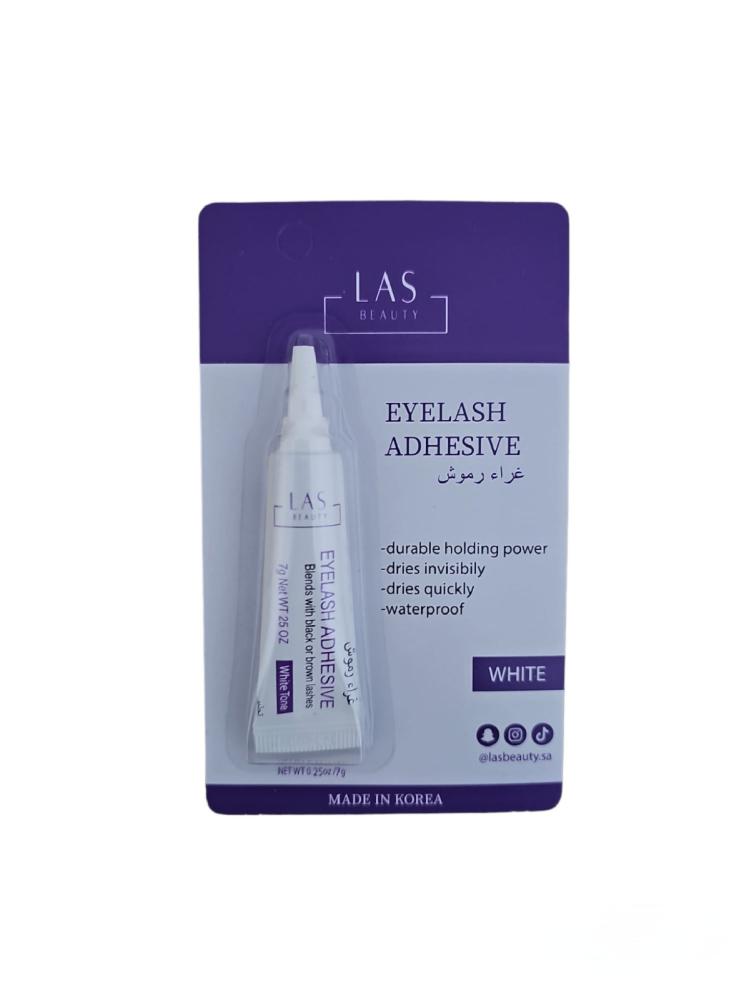 LAS
BEAUTY
EYELASH
ADHESIVE
غراء رموش
-durable holding power
-dries invisibily
-dries quickly
-waterproof
WHITE
@lasbeauty.sa
LAS
BEAUTY
EYELASH ADHESIVE
غراء رموش
Blends with black or brown lashes
7g Net WT 25 OZ
White Tone
NET WT 0.25oz/7g
MADE IN KOREA